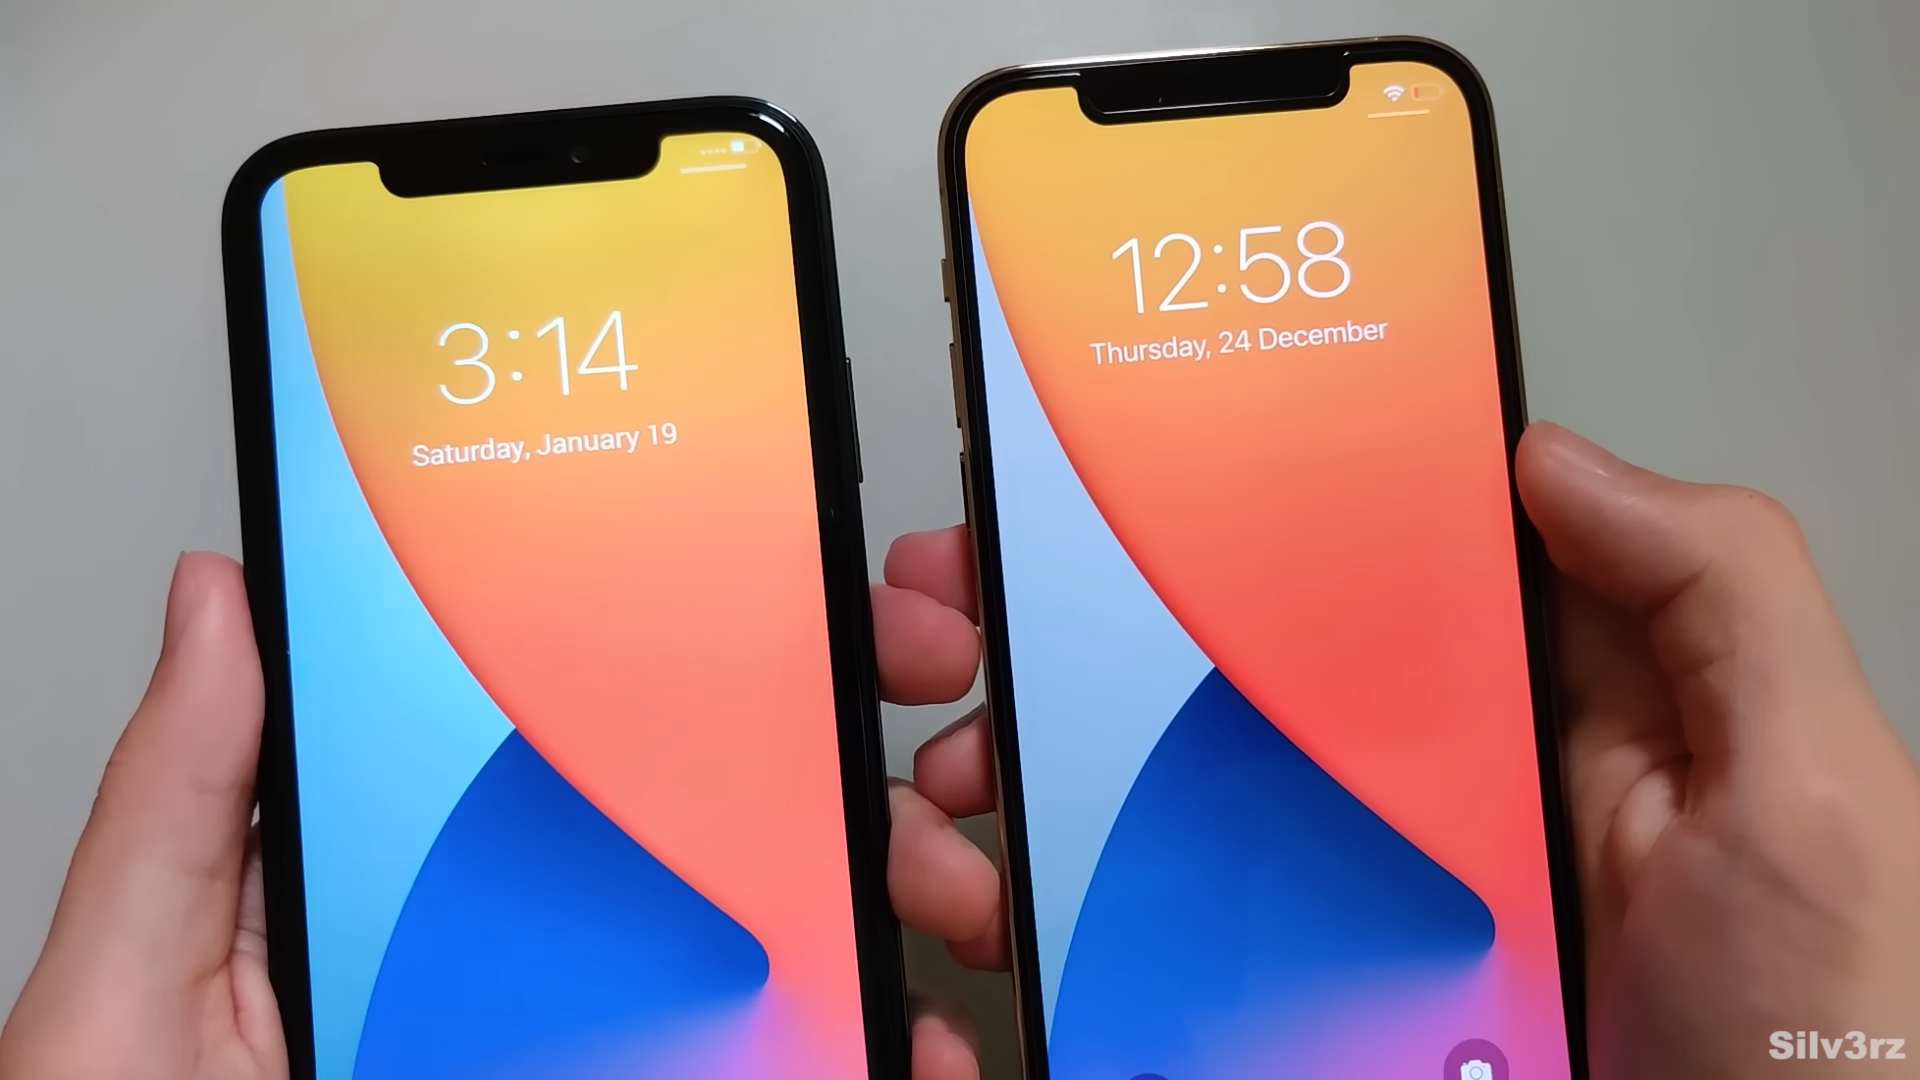 3:14
Saturday, January 19
12:58
Thursday, 24 December
Silv3rz